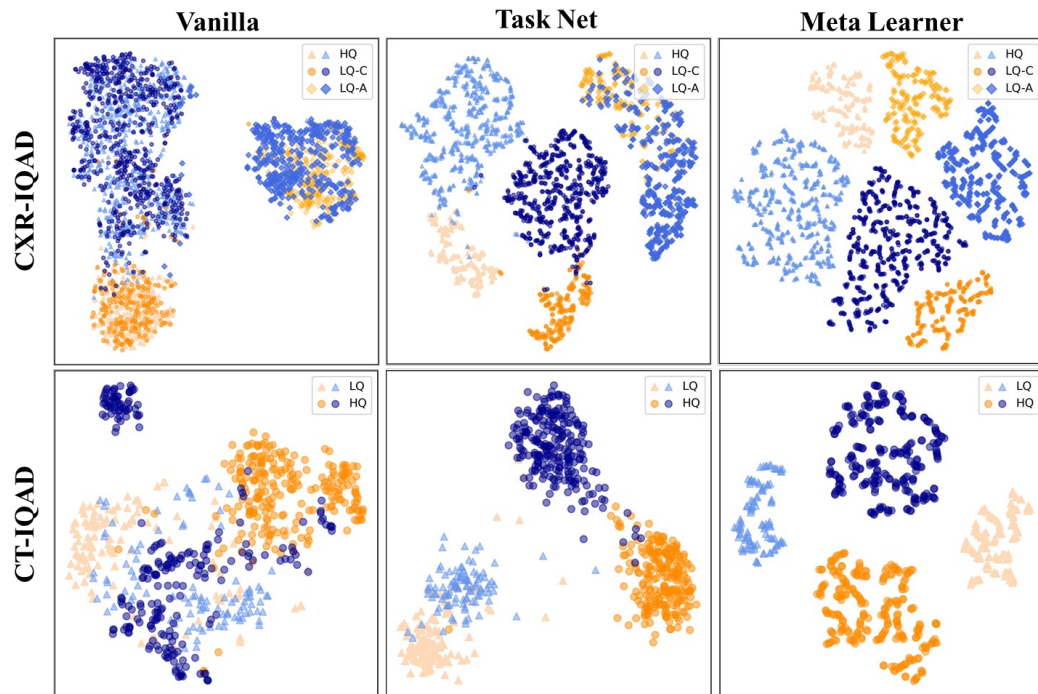 Vanilla
Task Net
Meta Learner
CXR-IQAD
HQ
LQ-C
LQ-A
HQ
LQ-C
LQ-A
HQ
LQ-C
LQ-A
CT-IQAD
LQ
HQ
LQ
HQ
LQ
HQ